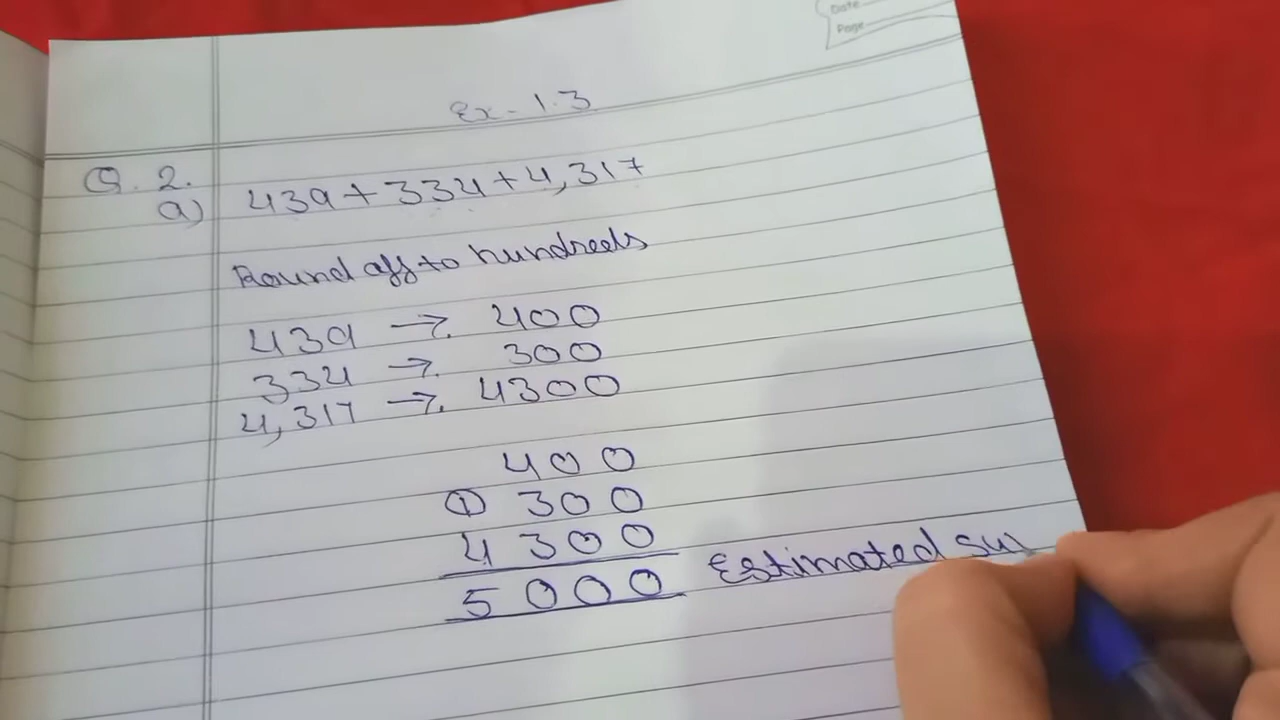 Date
Page
Ex - 1.3
Q. 2.
a) 439 + 334 + 4,317
Round off to hundreds
439 → 400
334 → 300
4,317 → 4300
400
① 300
4300
5000 Estimated su